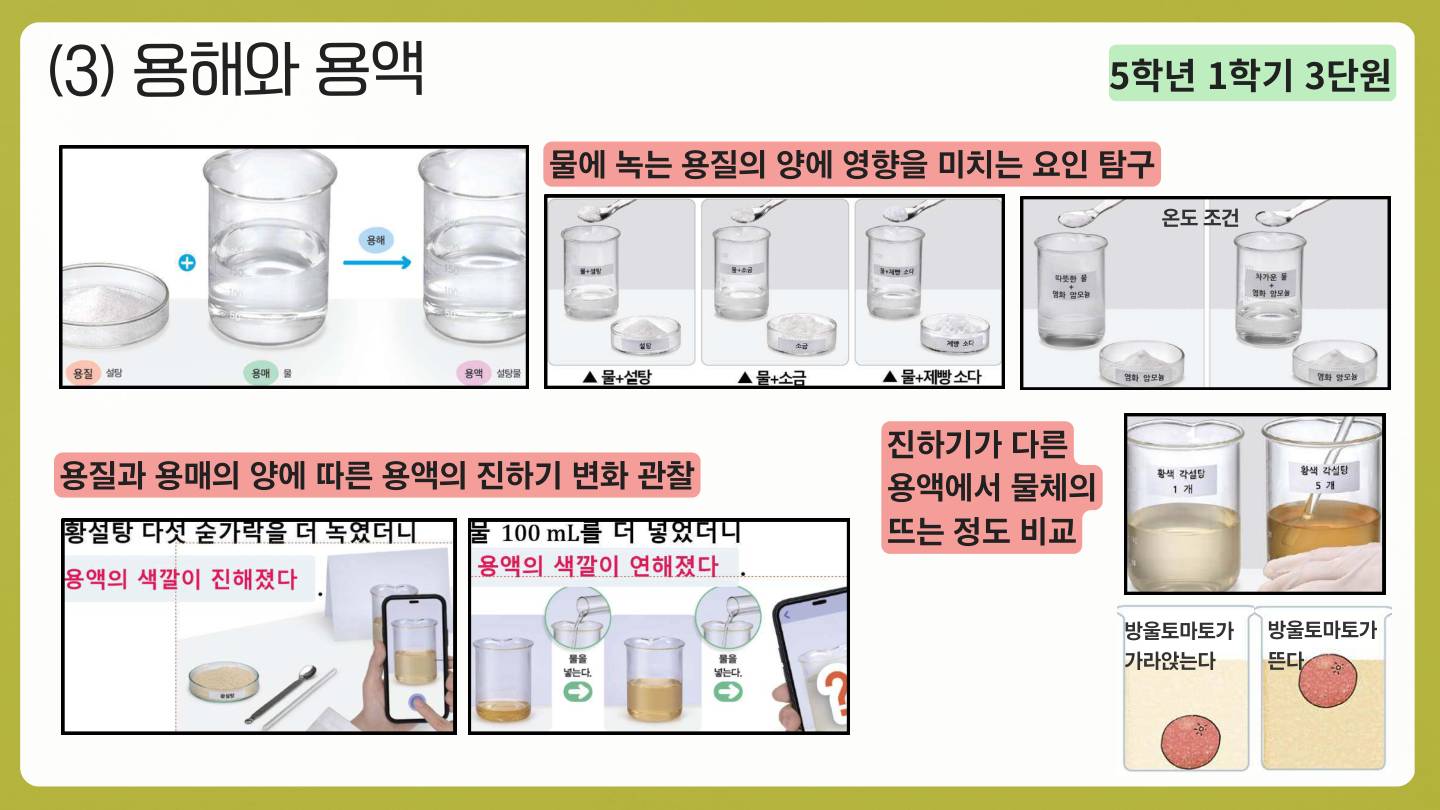 (3) 용해와 용액
5학년 1학기 3단원
용해
용질 설탕
용매 물
용액 설탕물
물에 녹는 용질의 양에 영향을 미치는 요인 탐구
물+설탕
설탕
▲ 물+설탕
물+소금
소금
▲ 물+소금
물+제빵 소다
제빵 소다
▲ 물+제빵 소다
온도 조건
따뜻한 물
+
염화 암모늄
염화 암모늄
차가운 물
+
염화 암모늄
염화 암모늄
용질과 용매의 양에 따른 용액의 진하기 변화 관찰
황설탕 다섯 숟가락을 더 녹였더니
용액의 색깔이 진해졌다 .
황설탕
물 100 mL를 더 넣었더니
용액의 색깔이 연해졌다 .
물을
넣는다.
물을
넣는다.
?
진하기가 다른
용액에서 물체의
뜨는 정도 비교
황색 각설탕
1 개
황색 각설탕
5 개
방울토마토가
가라앉는다
방울토마토가
뜬다